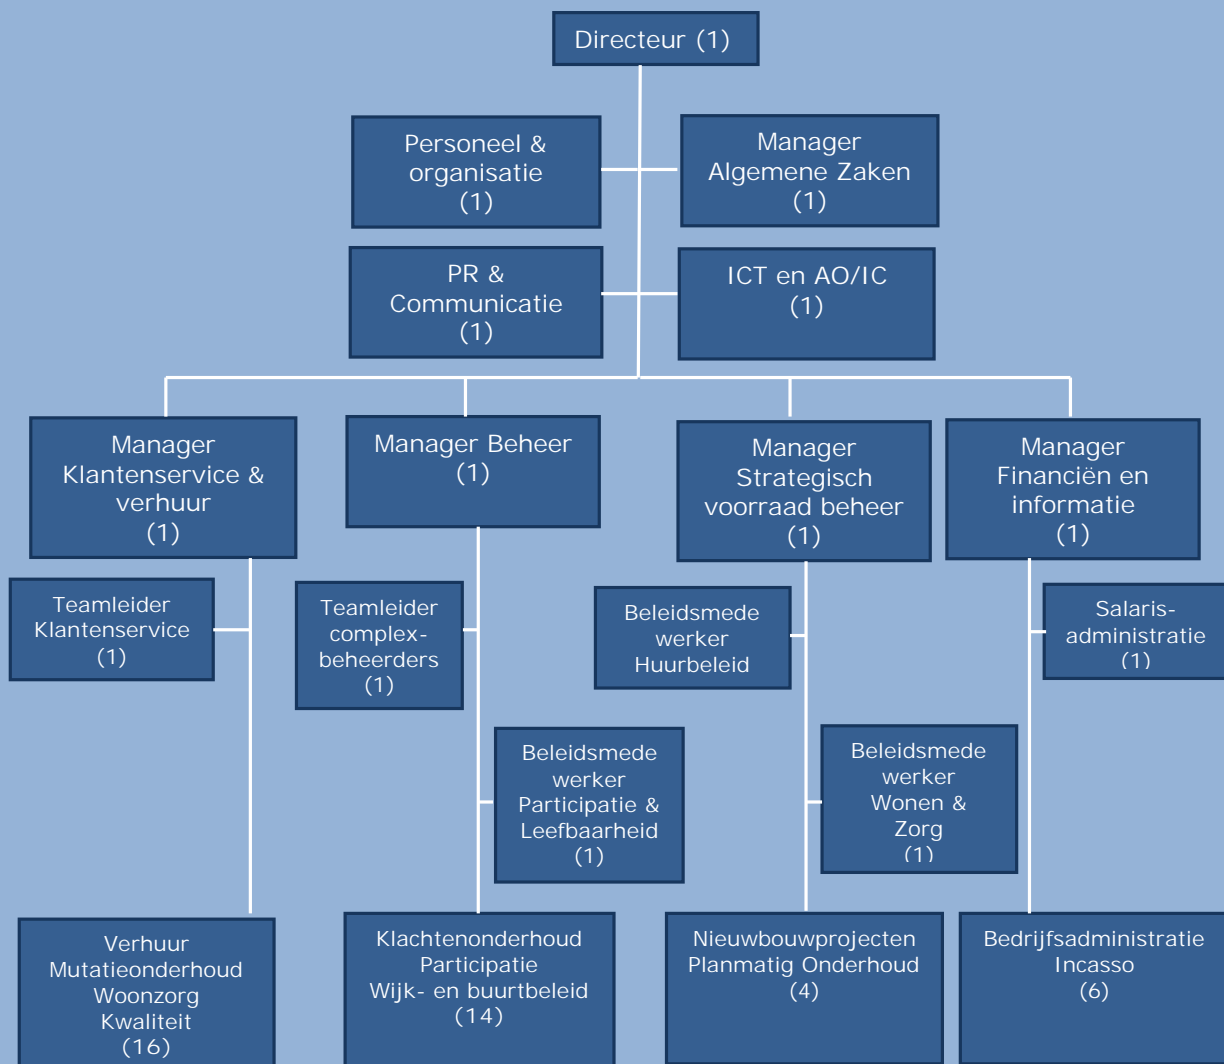 Directeur (1)
Personeel &
organisatie
(1)
Manager
Algemene Zaken
(1)
PR &
Communicatie
(1)
ICT en AO/IC
(1)
Manager
Klantenservice &
verhuur
(1)
Manager Beheer
(1)
Manager
Strategisch
voorraad beheer
(1)
Manager
Financiën en
informatie
(1)
Teamleider
Klantenservice
(1)
Teamleider
complex-
beheerders
(1)
Beleidsmede
werker
Huurbeleid
Salaris-
administratie
(1)
Beleidsmede
werker
Participatie &
Leefbaarheid
(1)
Beleidsmede
werker
Wonen &
Zorg
(1)
Verhuur
Mutatieonderhoud
Woonzorg
Kwaliteit
(16)
Klachtenonderhoud
Participatie
Wijk- en buurtbeleid
(14)
Nieuwbouwprojecten
Planmatig Onderhoud
(4)
Bedrijfsadministratie
Incasso
(6)